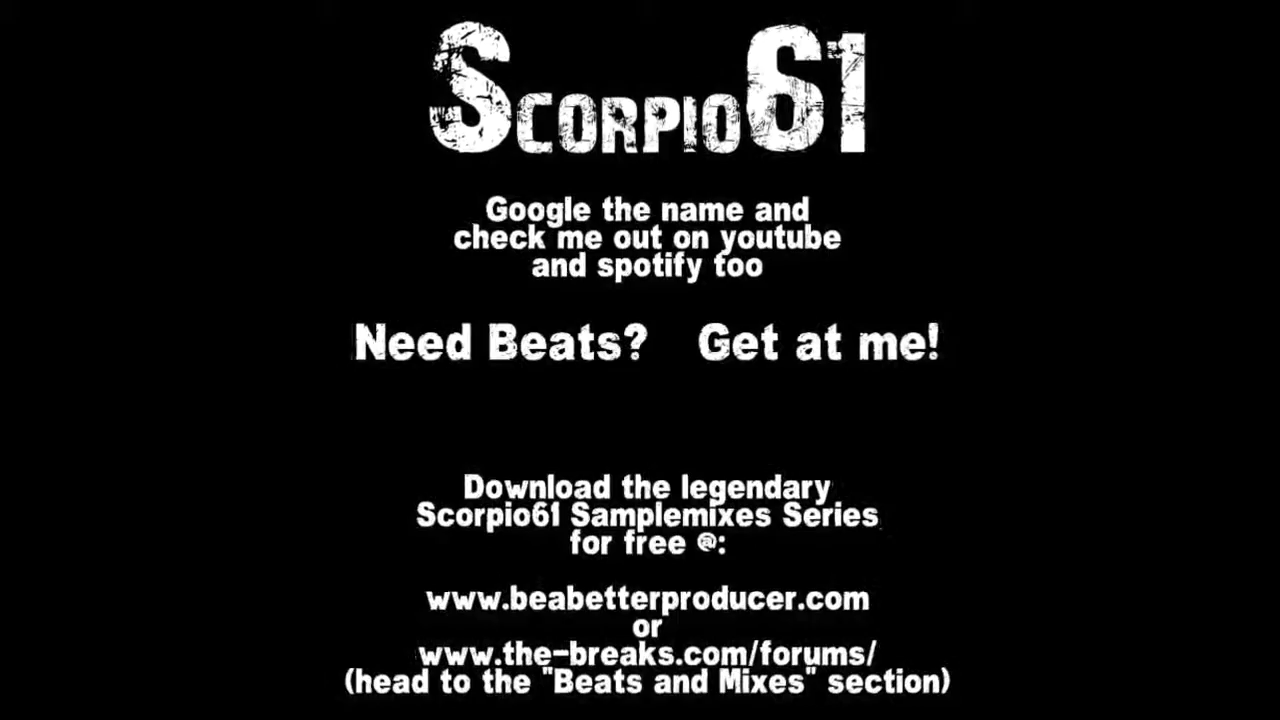 Scorpio61
Google the name and
check me out on youtube
and spotify too
Need Beats? Get at me!
Download the legendary
Scorpio61 Samplemixes Series
for free @:
www.beabetterproducer.com
or
www.the-breaks.com/forums/
(head to the "Beats and Mixes" section)